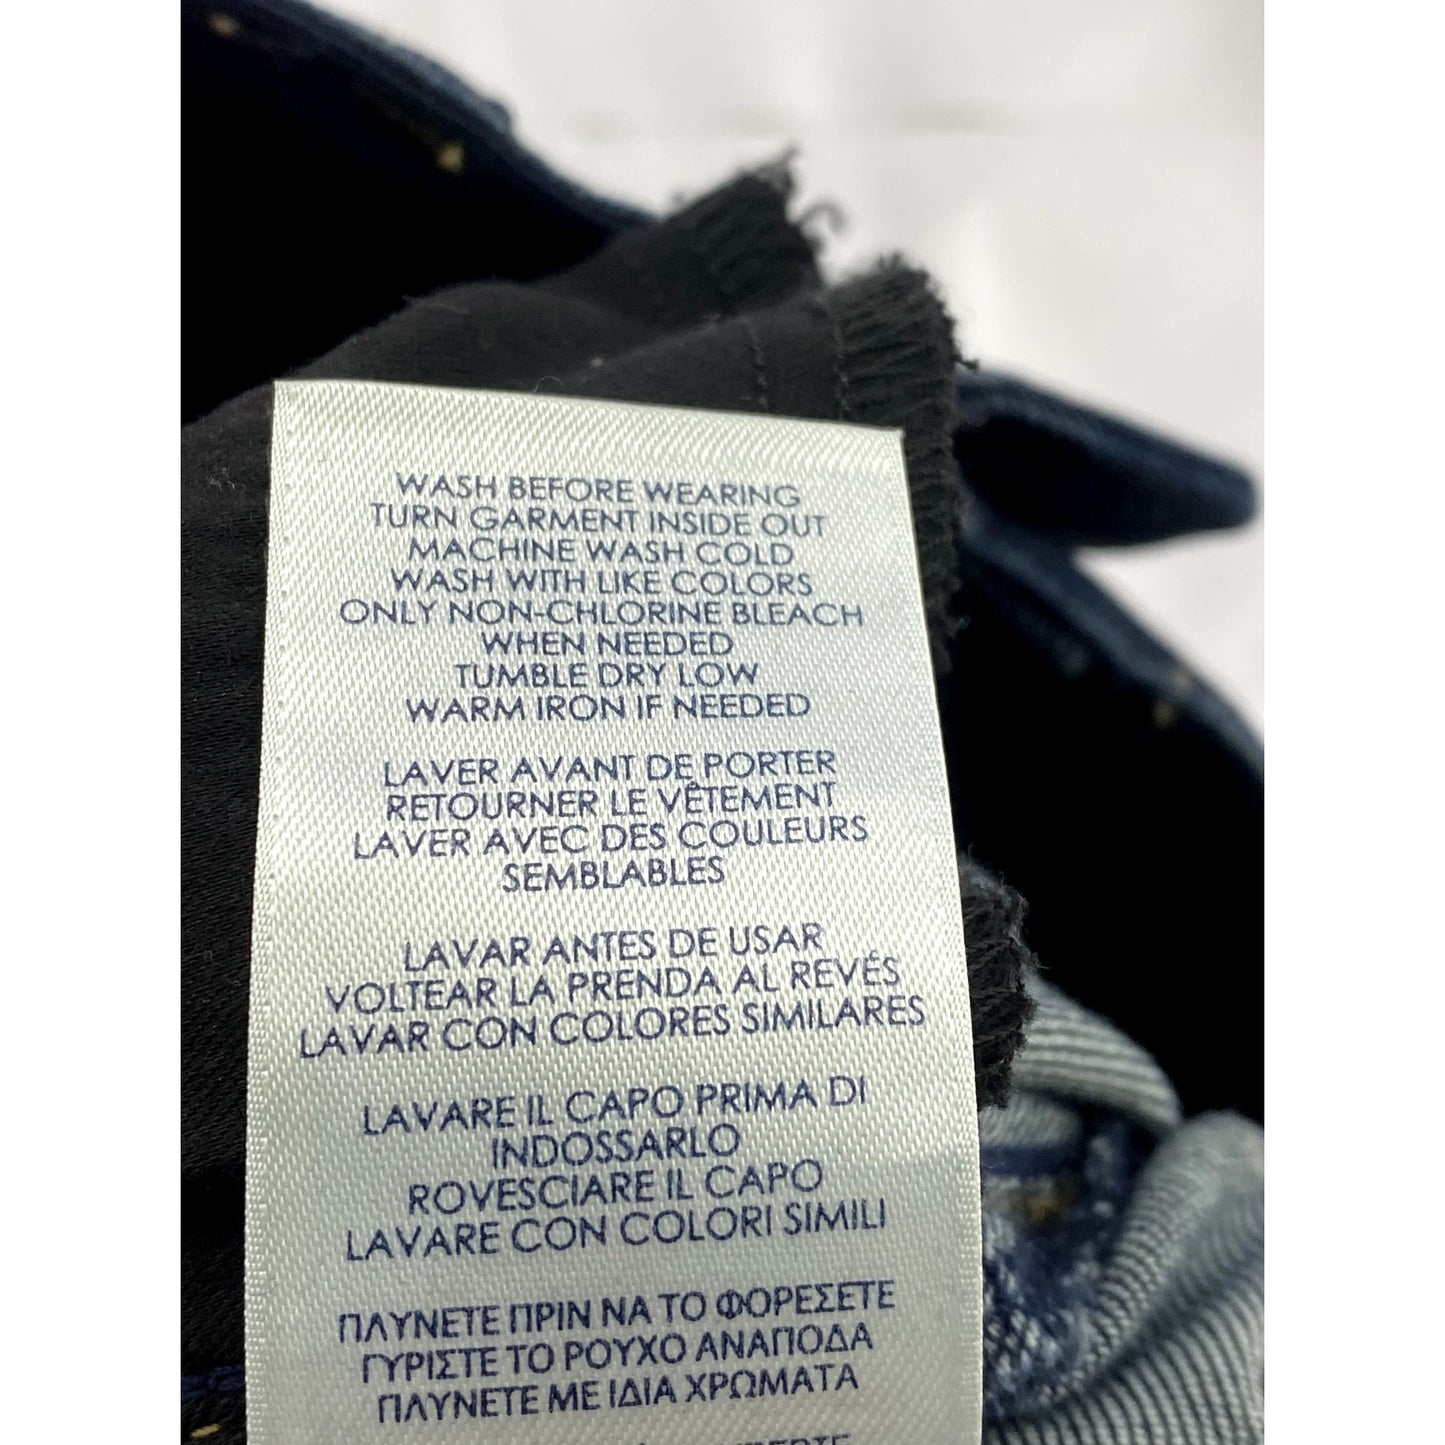 WASH BEFORE WEARING
TURN GARMENT INSIDE OUT
MACHINE WASH COLD
WASH WITH LIKE COLORS
ONLY NON-CHLORINE BLEACH
WHEN NEEDED
TUMBLE DRY LOW
WARM IRON IF NEEDED
LAVER AVANT DE PORTER
RETOURNER LE VÊTEMENT
LAVER AVEC DES COULEURS
SEMBLABLES
LAVAR ANTES DE USAR
VOLTEAR LA PRENDA AL REVÉS
LAVAR CON COLORES SIMILARES
LAVARE IL CAPO PRIMA DI
INDOSSARLO
ROVESCIARE IL CAPO
LAVARE CON COLORI SIMILI
ΠΛΥΝΕΤΕ ΠΡΙΝ ΝΑ ΤΟ ΦΟΡΕΣΕΤΕ
ΓΥΡΙΣΤΕ ΤΟ ΡΟΥΧΟ ΑΝΑΠΟΔΑ
ΠΛΥΝΕΤΕ ΜΕ ΙΔΙΑ ΧΡΩΜΑΤΑ